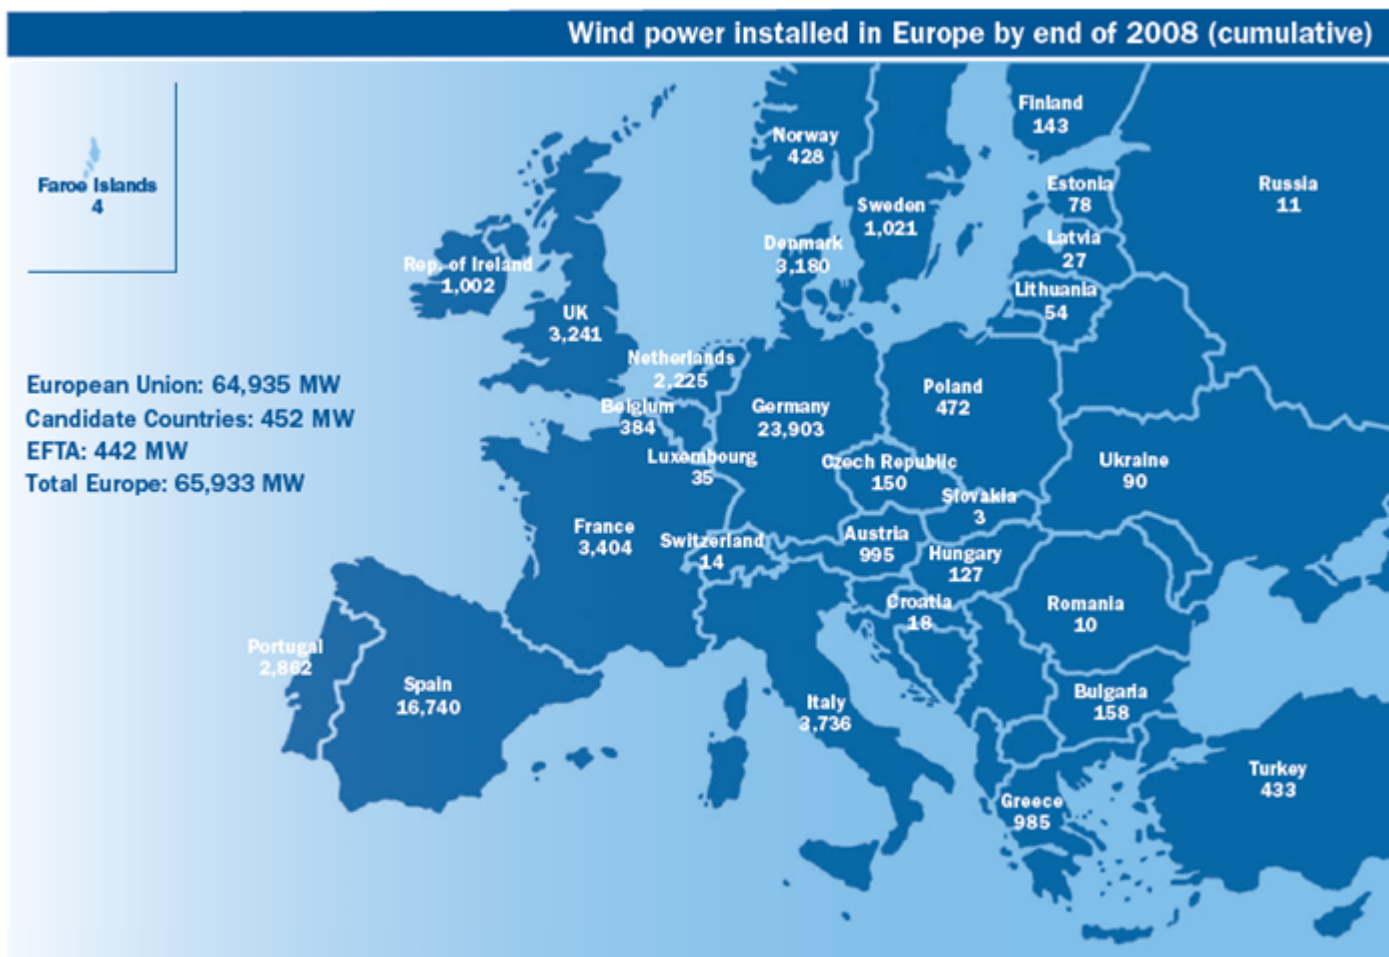 Wind power installed in Europe by end of 2008 (cumulative)
Faroe Islands
4
Finland
143
Norway
428
Sweden
1,021
Estonia
78
Russia
11
Latvia
27
Denmark
3,180
Rep. of Ireland
1,002
Lithuania
54
UK
3,241
European Union: 64,935 MW
Candidate Countries: 452 MW
EFTA: 442 MW
Total Europe: 65,933 MW
Netherlands
2,225
Poland
472
Belgium
384
Germany
23,903
Luxembourg
35
Czech Republic
150
Ukraine
90
Slovakia
3
France
3,404
Switzerland
14
Austria
995
Hungary
127
Croatia
18
Romania
10
Portugal
2,862
Spain
16,740
Italy
3,736
Bulgaria
158
Greece
985
Turkey
433